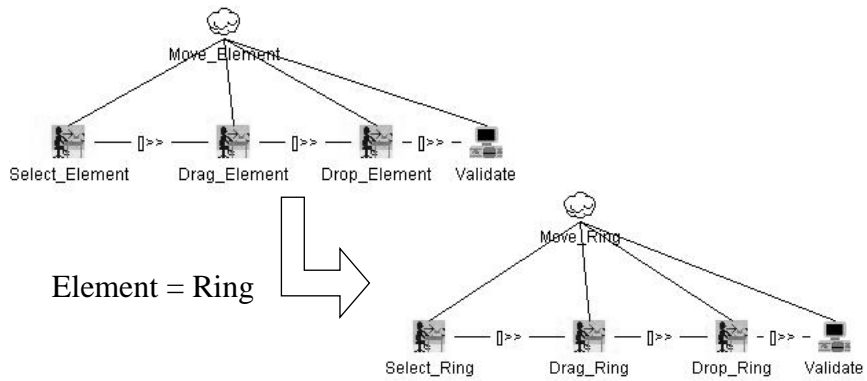 Move_Element
[]>> []>> []>>
Select_Element Drag_Element Drop_Element Validate
Move_Ring
Element = Ring
[]>> []>> []>>
Select_Ring Drag_Ring Drop_Ring Validate